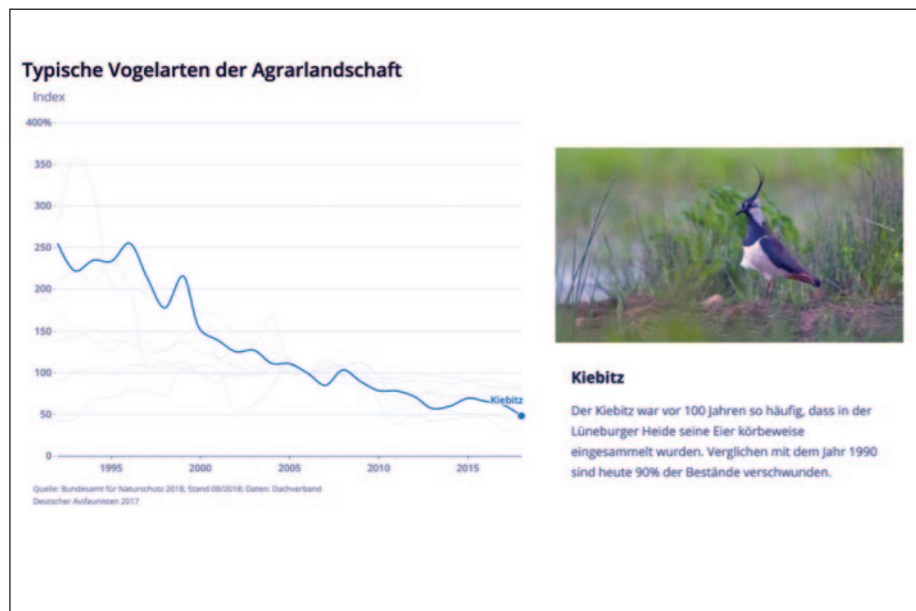 Typische Vogelarten der Agrarlandschaft
Index
400%
350
300
250
200
150
100
50
0
1995
2000
2005
2010
2015
Kiebitz
Quelle: Bundesamt für Naturschutz 2018, Stand 08/2018; Daten: Dachverband
Deutscher Avifaunisten 2017
Kiebitz
Der Kiebitz war vor 100 Jahren so häufig, dass in der
Lüneburger Heide seine Eier körbeweise
eingesammelt wurden. Verglichen mit dem Jahr 1990
sind heute 90% der Bestände verschwunden.